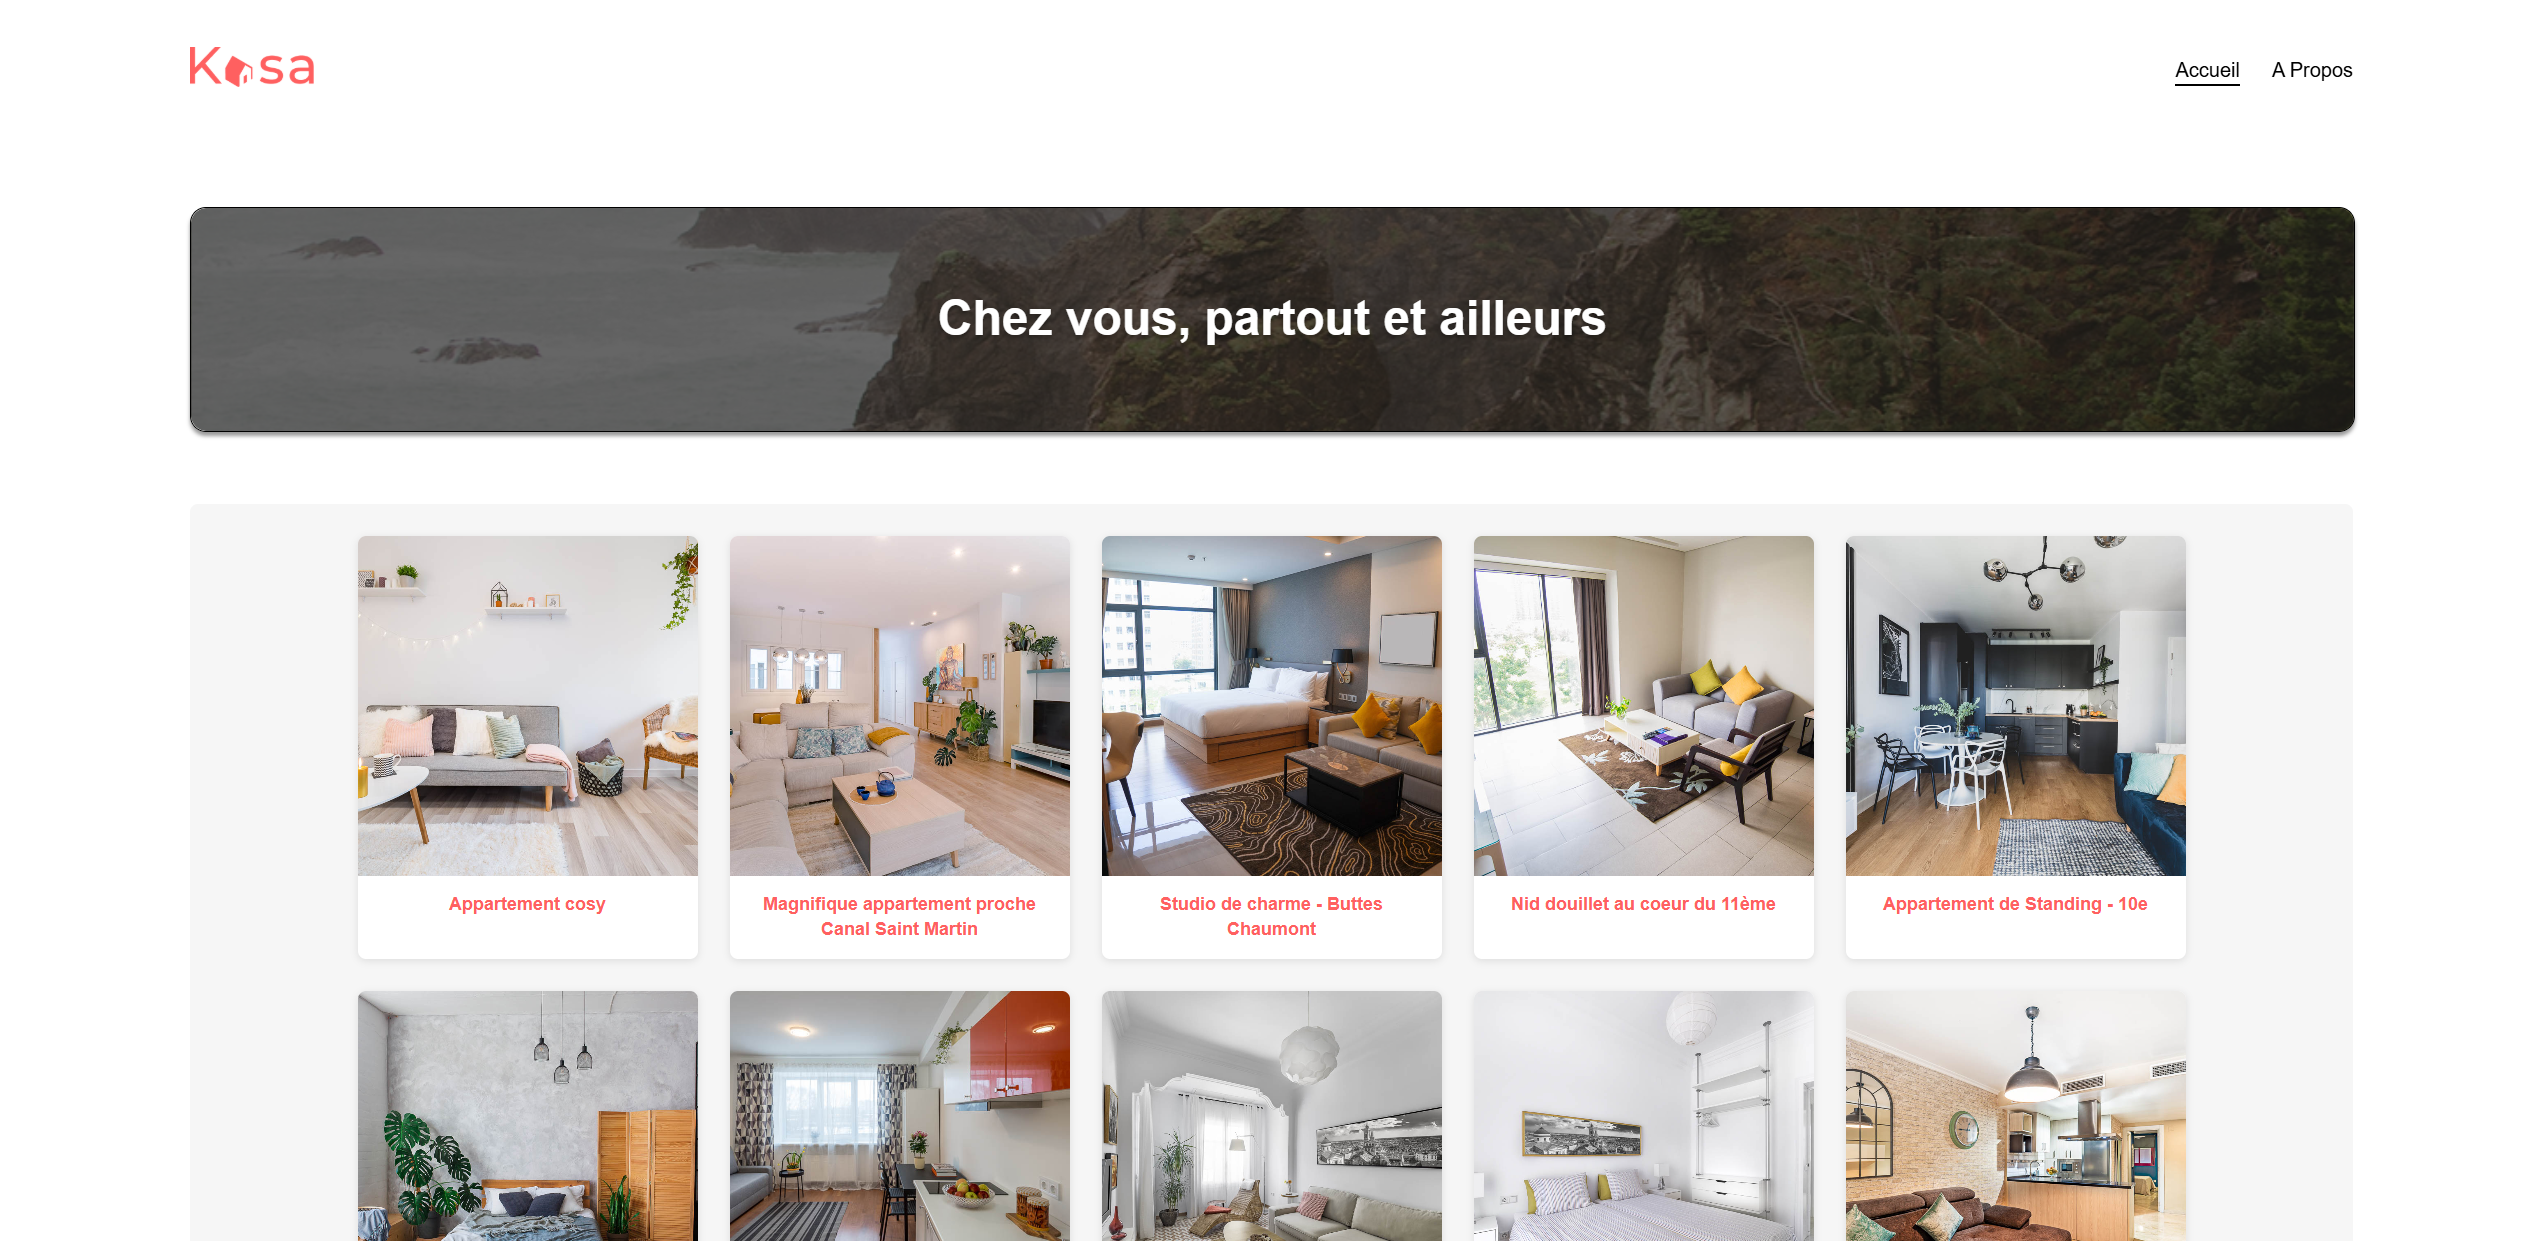 Kasa
Accueil A Propos
Chez vous, partout et ailleurs
Appartement cosy
Magnifique appartement proche
Canal Saint Martin
Studio de charme - Buttes
Chaumont
Nid douillet au coeur du 11ème
Appartement de Standing - 10e